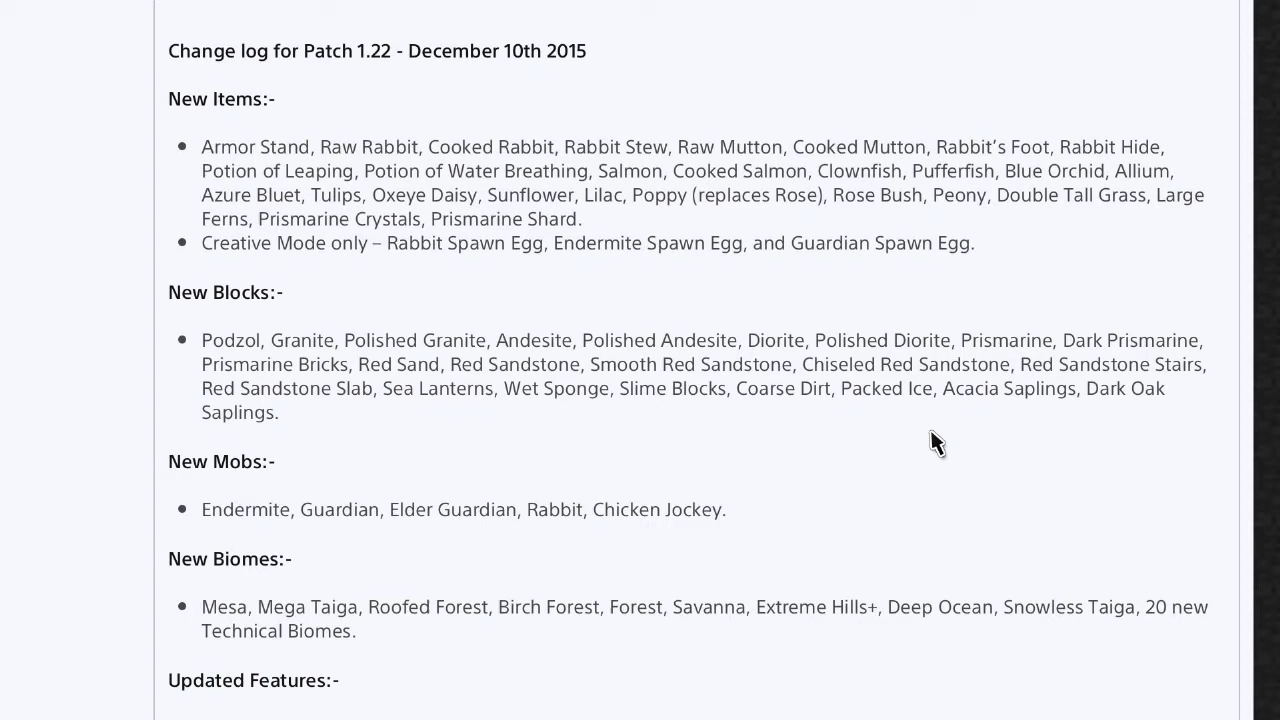 Change log for Patch 1.22 - December 10th 2015
New Items:-
Armor Stand, Raw Rabbit, Cooked Rabbit, Rabbit Stew, Raw Mutton, Cooked Mutton, Rabbit's Foot, Rabbit Hide,
Potion of Leaping, Potion of Water Breathing, Salmon, Cooked Salmon, Clownfish, Pufferfish, Blue Orchid, Allium,
Azure Bluet, Tulips, Oxeye Daisy, Sunflower, Lilac, Poppy (replaces Rose), Rose Bush, Peony, Double Tall Grass, Large
Ferns, Prismarine Crystals, Prismarine Shard.
Creative Mode only – Rabbit Spawn Egg, Endermite Spawn Egg, and Guardian Spawn Egg.
New Blocks:-
Podzol, Granite, Polished Granite, Andesite, Polished Andesite, Diorite, Polished Diorite, Prismarine, Dark Prismarine,
Prismarine Bricks, Red Sand, Red Sandstone, Smooth Red Sandstone, Chiseled Red Sandstone, Red Sandstone Stairs,
Red Sandstone Slab, Sea Lanterns, Wet Sponge, Slime Blocks, Coarse Dirt, Packed Ice, Acacia Saplings, Dark Oak
Saplings.
New Mobs:-
Endermite, Guardian, Elder Guardian, Rabbit, Chicken Jockey.
New Biomes:-
Mesa, Mega Taiga, Roofed Forest, Birch Forest, Forest, Savanna, Extreme Hills+, Deep Ocean, Snowless Taiga, 20 new
Technical Biomes.
Updated Features:-